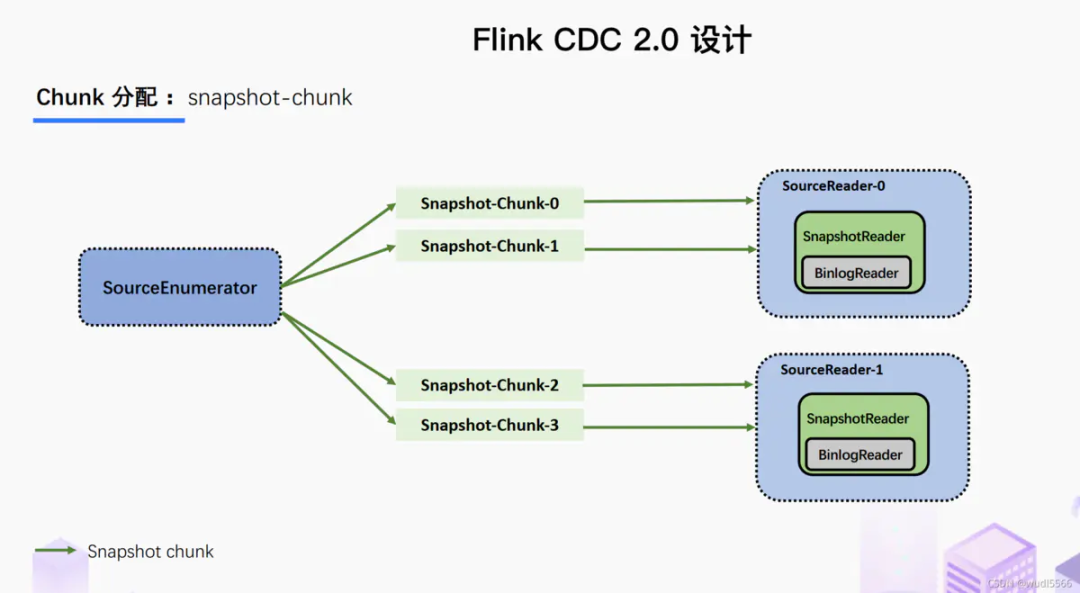 Flink CDC 2.0 设计
Chunk 分配 : snapshot-chunk
Snapshot-Chunk-0
Snapshot-Chunk-1
SourceReader-0
SnapshotReader
BinlogReader
SourceEnumerator
Snapshot-Chunk-2
Snapshot-Chunk-3
SourceReader-1
SnapshotReader
BinlogReader
Snapshot chunk
CSDN @wudl5566